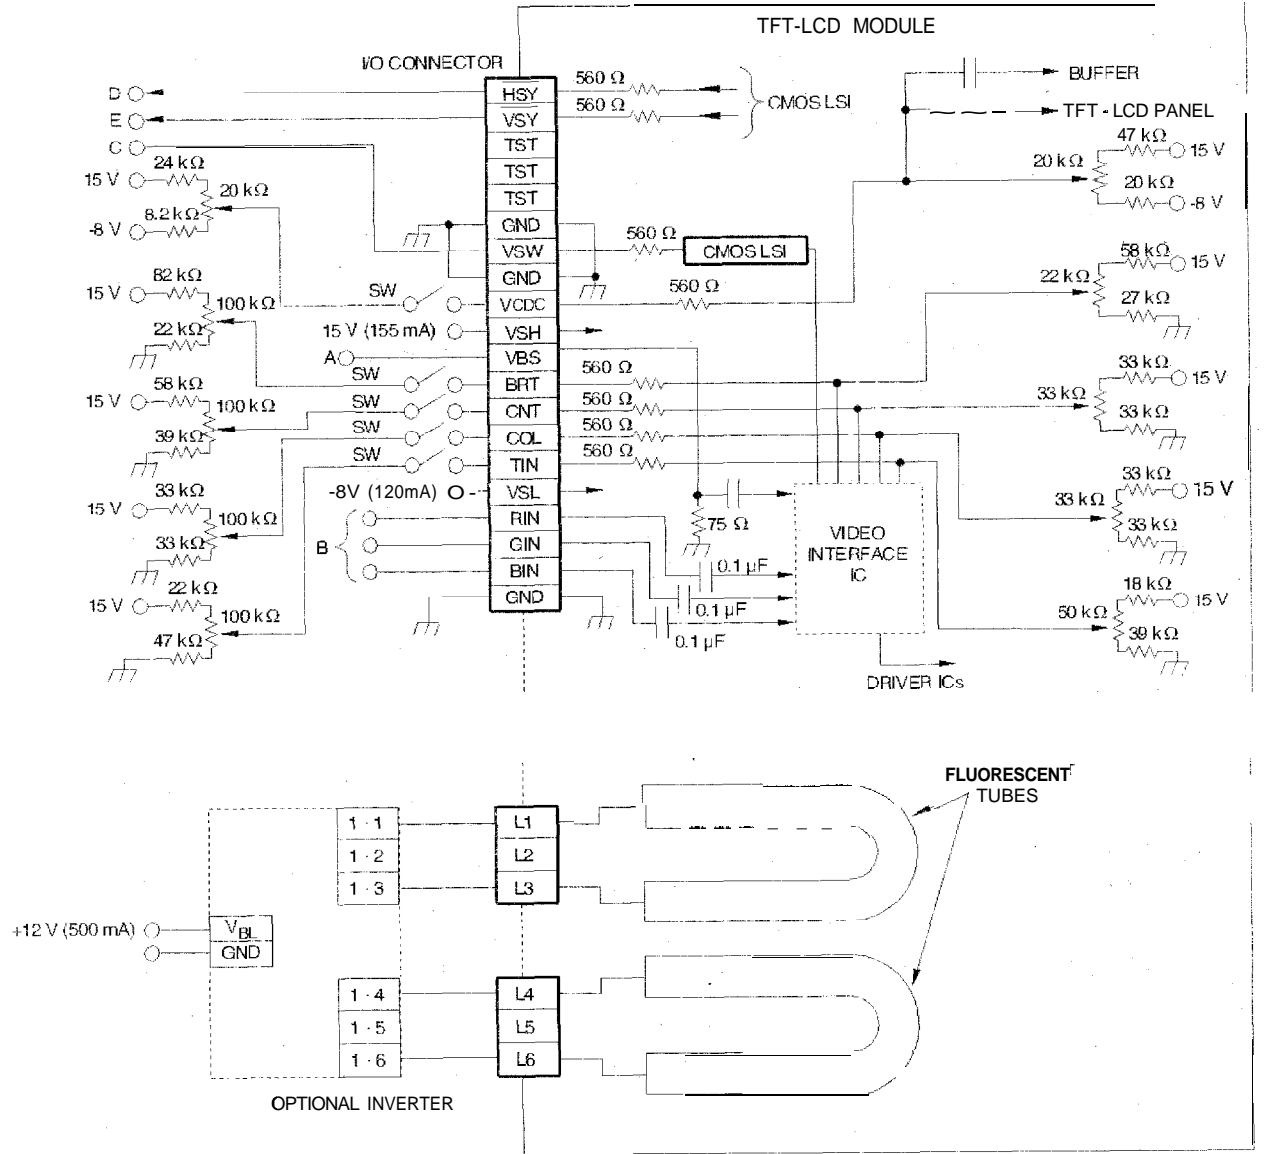 TFT-LCD MODULE
I/O CONNECTOR
D
E
C
24 kΩ
15 V
20 kΩ
8.2 kΩ
-8 V
82 kΩ
15 V
100 kΩ
22 kΩ
58 kΩ
15 V
100 kΩ
39 kΩ
33 kΩ
15 V
100 kΩ
33 kΩ
22 kΩ
15 V
100 kΩ
47 kΩ
SW
15 V (155 mA)
A
SW
SW
SW
SW
-8V (120mA)
B
HSY
VSY
TST
TST
TST
GND
VSW
GND
VCDC
VSH
VBS
BRT
CNT
COL
TIN
VSL
RIN
GIN
BIN
GND
560 Ω
560 Ω
CMOS LSI
560 Ω
CMOS LSI
560 Ω
560 Ω
560 Ω
560 Ω
560 Ω
75 Ω
0.1 µF
0.1 µF
0.1 µF
VIDEO
INTERFACE
IC
DRIVER ICs
BUFFER
TFT - LCD PANEL
47 kΩ
15 V
20 kΩ
20 kΩ
-8 V
58 kΩ
15 V
22 kΩ
27 kΩ
33 kΩ
15 V
33 kΩ
33 kΩ
33 kΩ
15 V
33 kΩ
33 kΩ
18 kΩ
15 V
50 kΩ
39 kΩ
FLUORESCENT
TUBES
1 - 1
1 - 2
1 - 3
L1
L2
L3
+12 V (500 mA)
VBL
GND
1 - 4
1 - 5
1 - 6
L4
L5
L6
OPTIONAL INVERTER